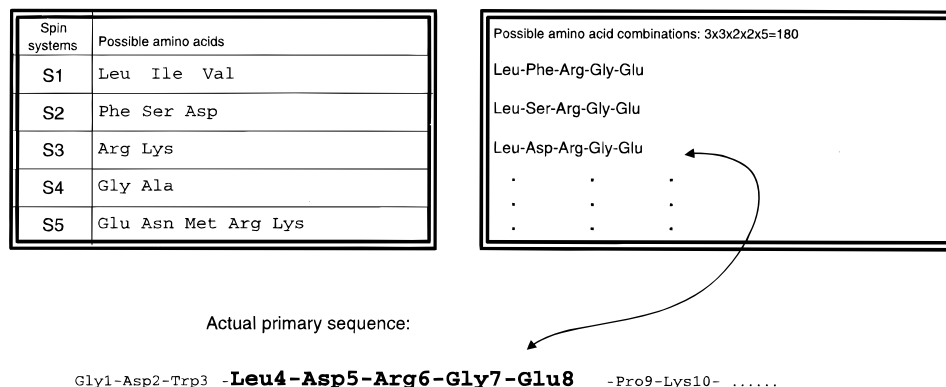 Spin systems Possible amino acids
S1 Leu Ile Val
S2 Phe Ser Asp
S3 Arg Lys
S4 Gly Ala
S5 Glu Asn Met Arg Lys
Possible amino acid combinations: 3x3x2x2x5=180
Leu-Phe-Arg-Gly-Glu
Leu-Ser-Arg-Gly-Glu
Leu-Asp-Arg-Gly-Glu
. . .
. . .
. . .
Actual primary sequence:
Gly1-Asp2-Trp3 -Leu4-Asp5-Arg6-Gly7-Glu8 -Pro9-Lys10- ......